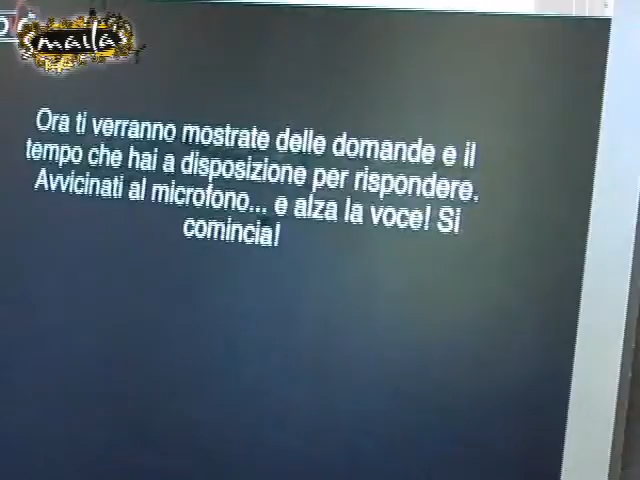 Smaila's
Ora ti verranno mostrate delle domande e il
tempo che hai a disposizione per rispondere.
Avvicinati al microfono... e alza la voce! Si
comincia!